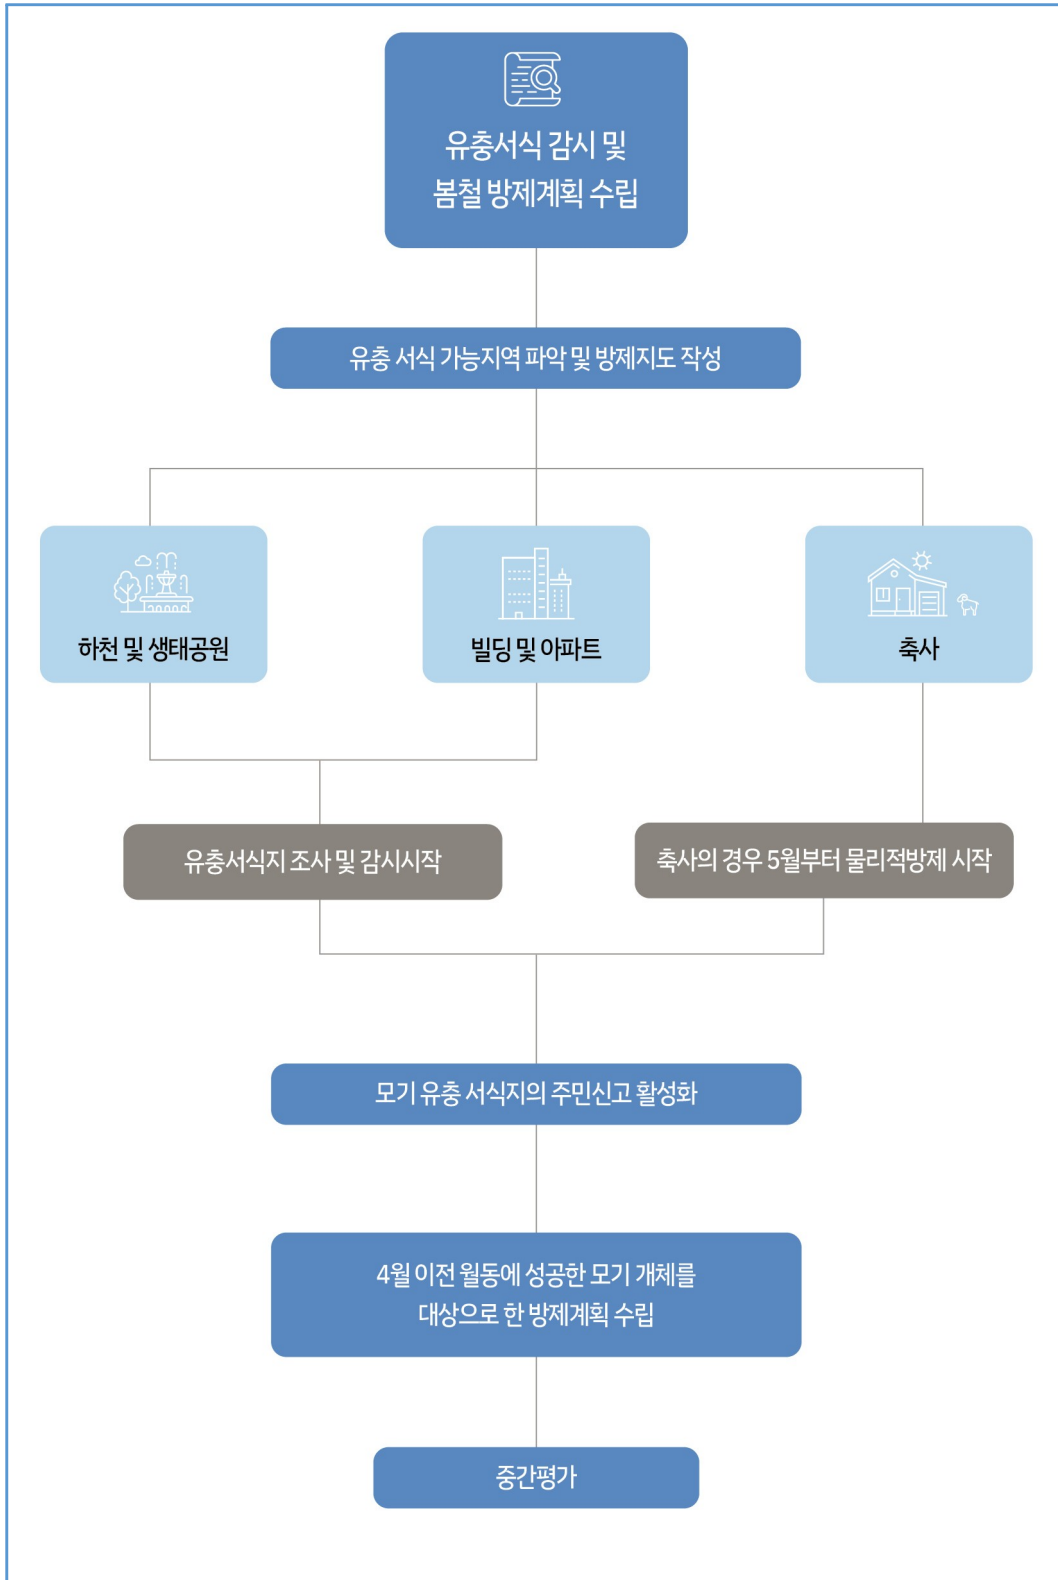 유충서식 감시 및
봄철 방제계획 수립
유충 서식 가능지역 파악 및 방제지도 작성
하천 및 생태공원
빌딩 및 아파트
축사
유충서식지 조사 및 감시시작
축사의 경우 5월부터 물리적방제 시작
모기 유충 서식지의 주민신고 활성화
4월 이전 월동에 성공한 모기 개체를
대상으로 한 방제계획 수립
중간평가